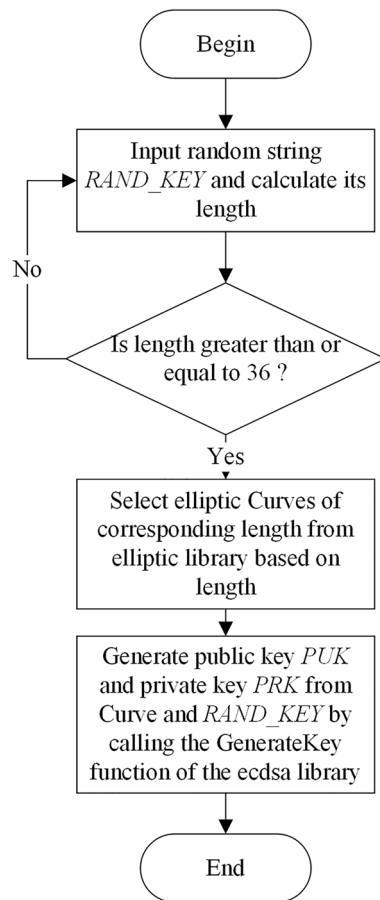 Begin
Input random string
RAND_KEY and calculate its
length
No
Is length greater than or
equal to 36 ?
Yes
Select elliptic Curves of
corresponding length from
elliptic library based on
length
Generate public key PUK
and private key PRK from
Curve and RAND_KEY by
calling the GenerateKey
function of the ecdsa library
End